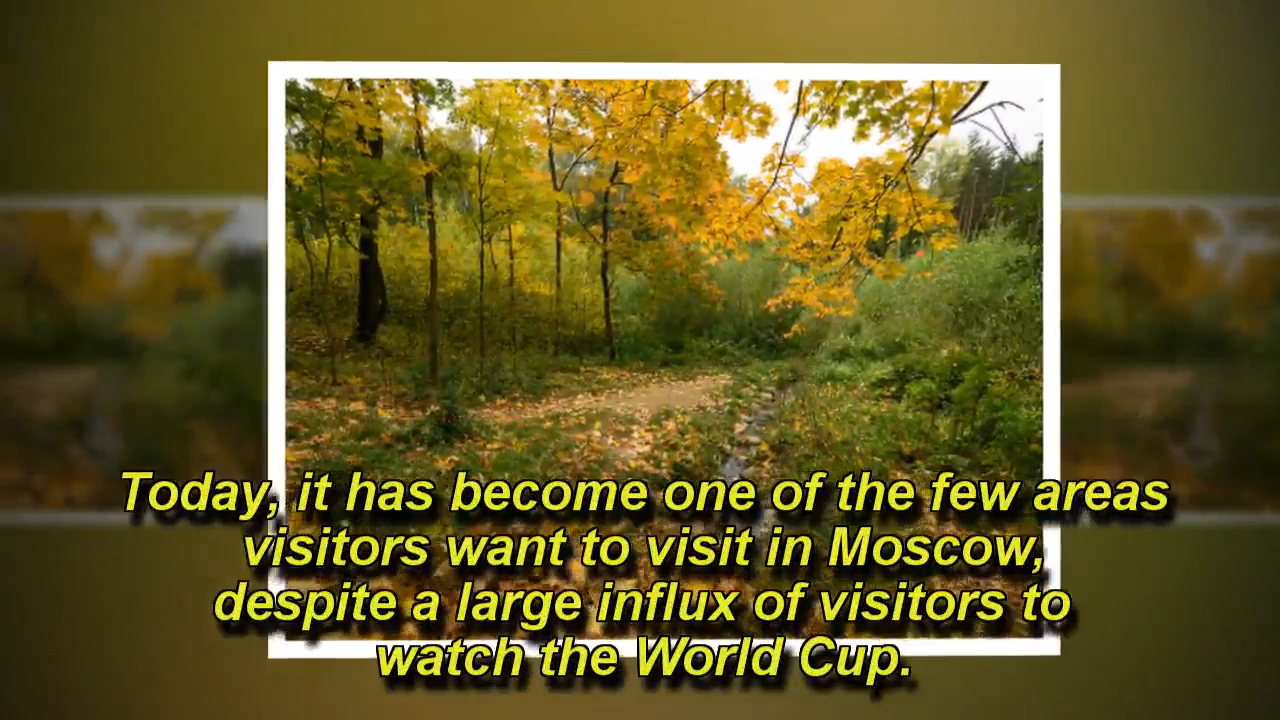 Today, it has become one of the few areas
visitors want to visit in Moscow,
despite a large influx of visitors to
watch the World Cup.